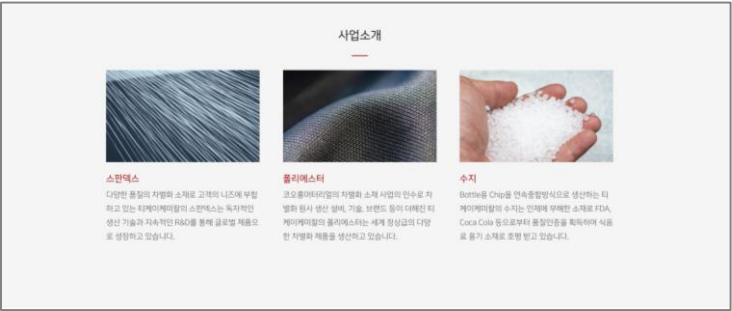 사업소개
스판덱스
다양한 품질의 차별화 소재로 고객의 니즈에 부합
하고 있는 티케이케미칼의 스판덱스는 독자적인
생산 기술과 지속적인 R&D를 통해 글로벌 제품으
로 성장하고 있습니다.
폴리에스터
코오롱머티리얼의 차별화 소재 사업의 인수로 차
별화 원사 생산 설비, 기술, 브랜드 등이 더해진 티
케이케미칼의 폴리에스터는 세계 정상급의 다양
한 차별화 제품을 생산하고 있습니다.
수지
Bottle용 Chip을 연속중합방식으로 생산하는 티
케이케미칼의 수지는 인체에 무해한 소재로 FDA,
Coca Cola 등으로부터 품질인증을 획득하며 식음
료 용기 소재로 호평 받고 있습니다.